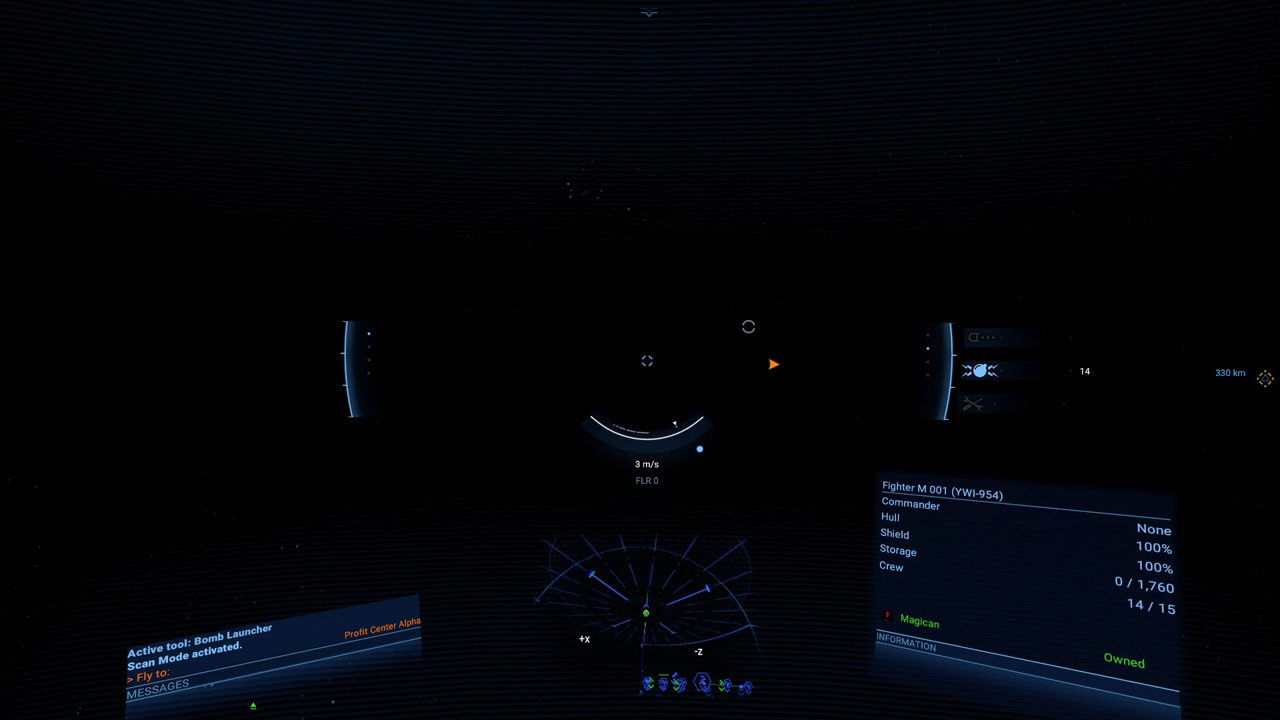 14
330 km
3 m/s
FLR 0
Fighter M 001 (YWI-954)
Commander None
Hull 100%
Shield 100%
Storage 0 / 1,760
Crew 14 / 15
Magican
Owned
INFORMATION
+X
-Z
Active tool: Bomb Launcher
Scan Mode activated.
> Fly to: Profit Center Alpha
MESSAGES